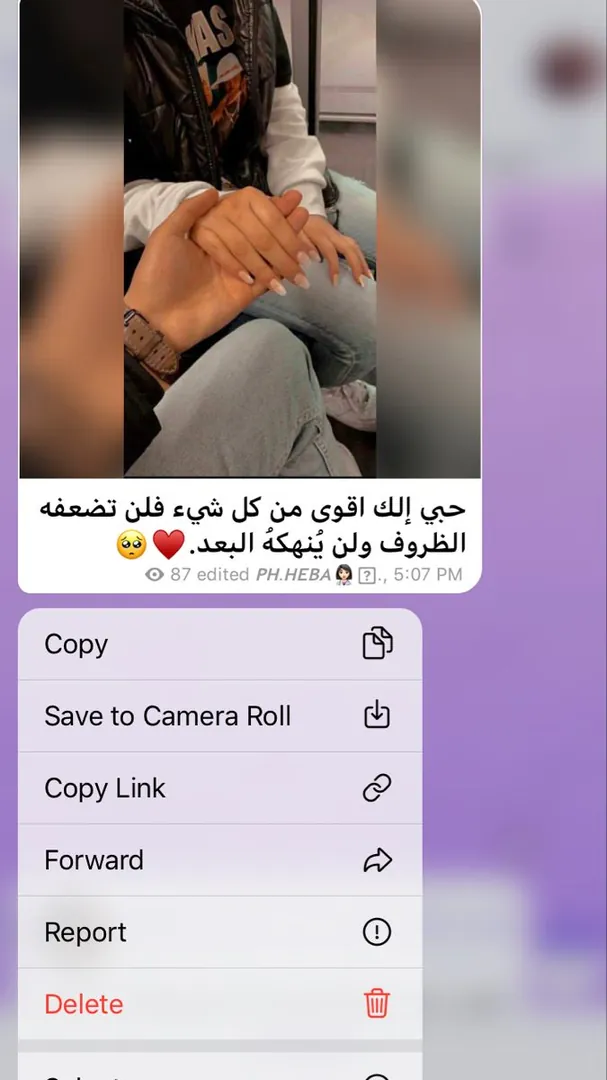 VAS
حبي إلك اقوى من كل شيء فلن تضعفه
الظروف ولن يُنهكهُ البعد.♥️🥺
87 edited PH.HEBA👩🏻‍⚕️?., 5:07 PM
Copy
Save to Camera Roll
Copy Link
Forward
Report
Delete